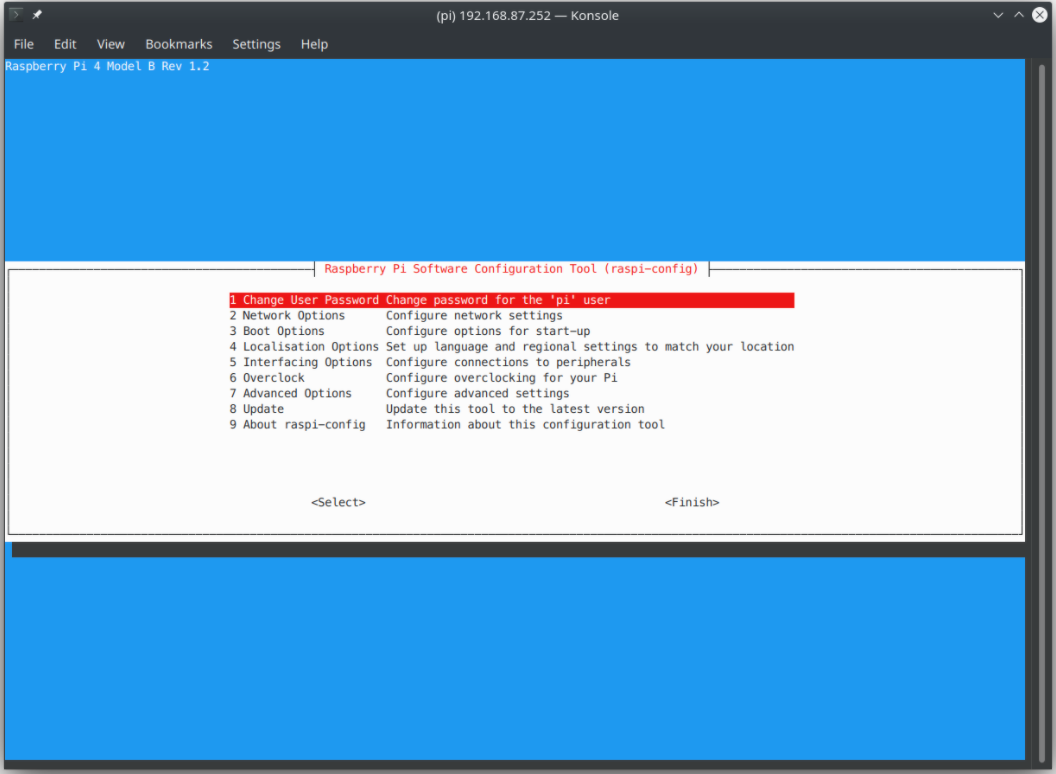 (pi) 192.168.87.252 — Konsole
File Edit View Bookmarks Settings Help
Raspberry Pi 4 Model B Rev 1.2
Raspberry Pi Software Configuration Tool (raspi-config)
1 Change User Password Change password for the 'pi' user
2 Network Options Configure network settings
3 Boot Options Configure options for start-up
4 Localisation Options Set up language and regional settings to match your location
5 Interfacing Options Configure connections to peripherals
6 Overclock Configure overclocking for your Pi
7 Advanced Options Configure advanced settings
8 Update Update this tool to the latest version
9 About raspi-config Information about this configuration tool
<Select> <Finish>